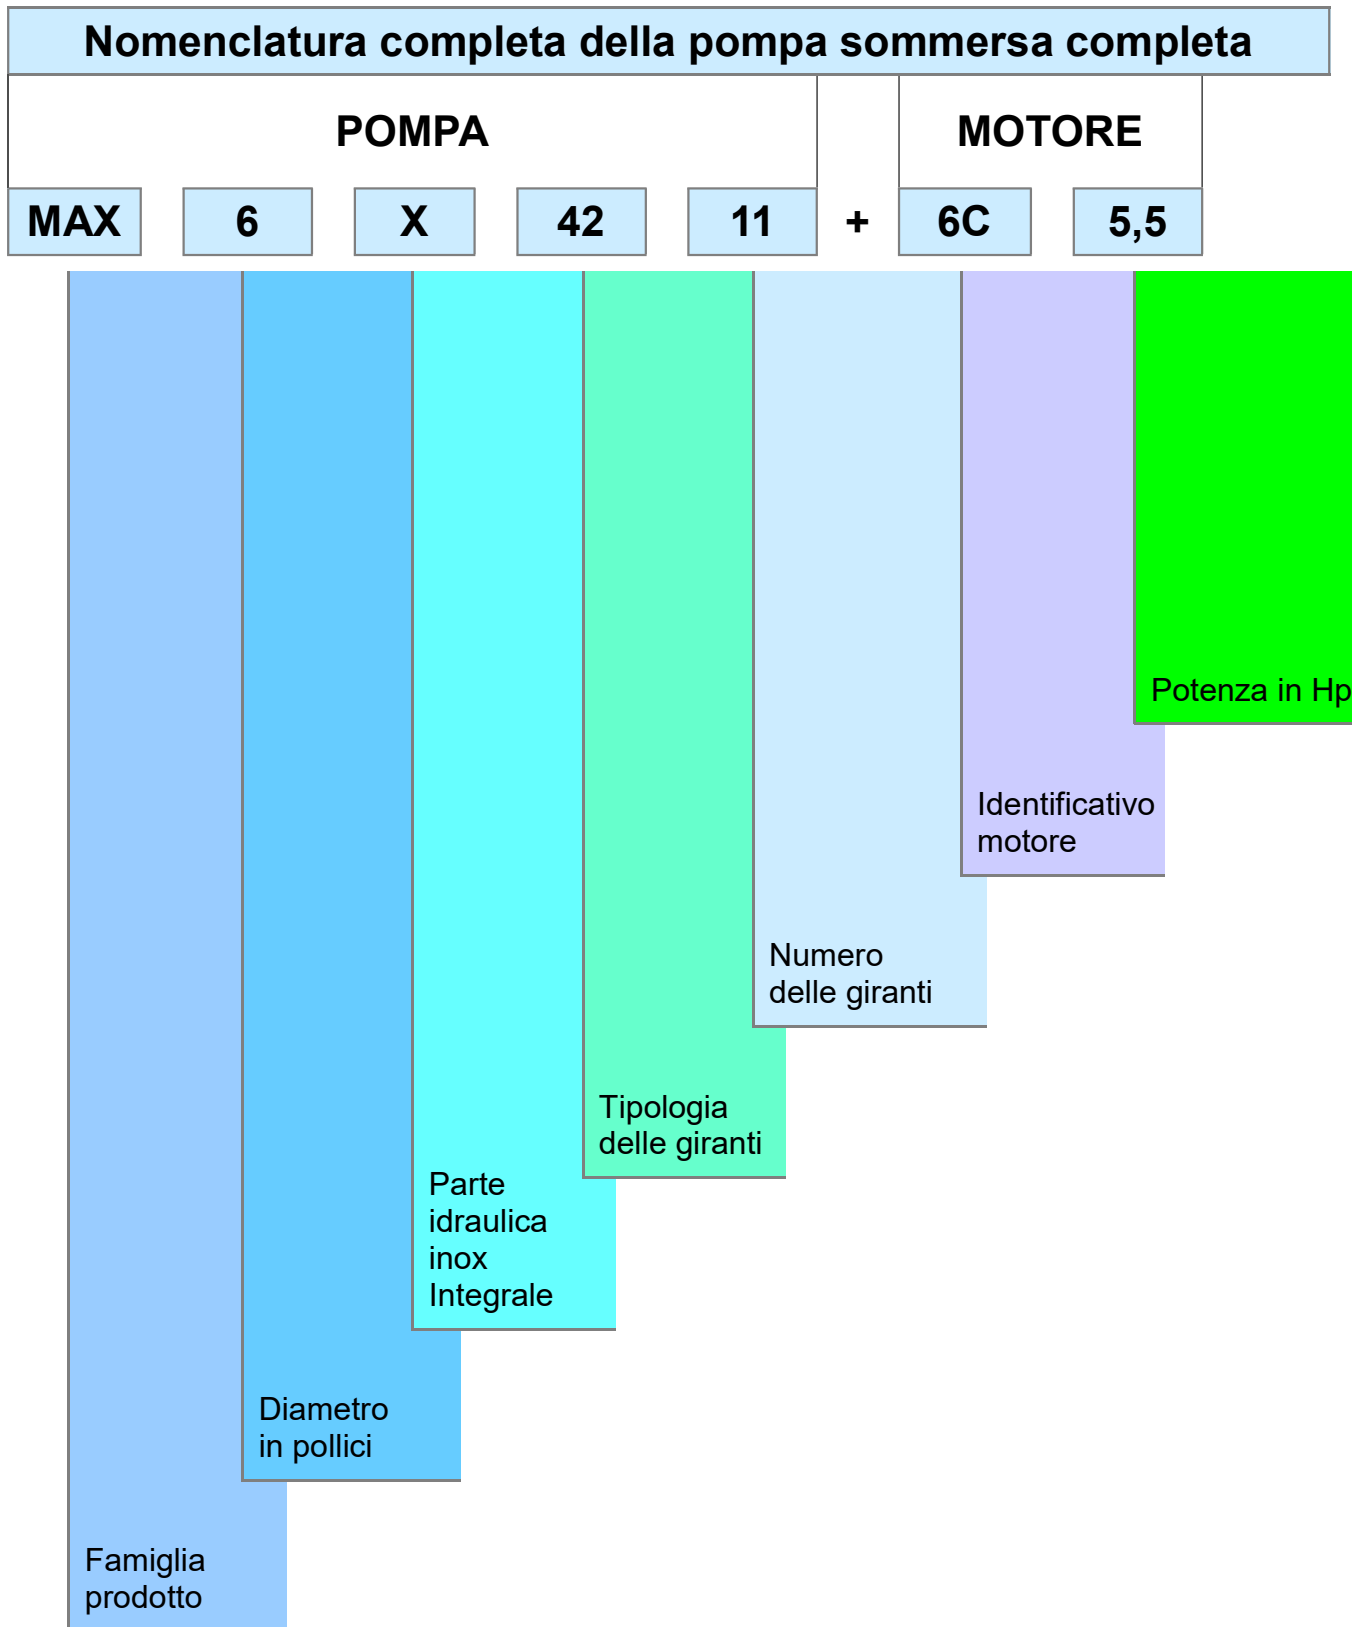 Nomenclatura completa della pompa sommersa completa
POMPA
MOTORE
MAX 6 X 42 11 + 6C 5,5
Potenza in Hp
Identificativo
motore
Numero
delle giranti
Tipologia
delle giranti
Parte
idraulica
inox
Integrale
Diametro
in pollici
Famiglia
prodotto